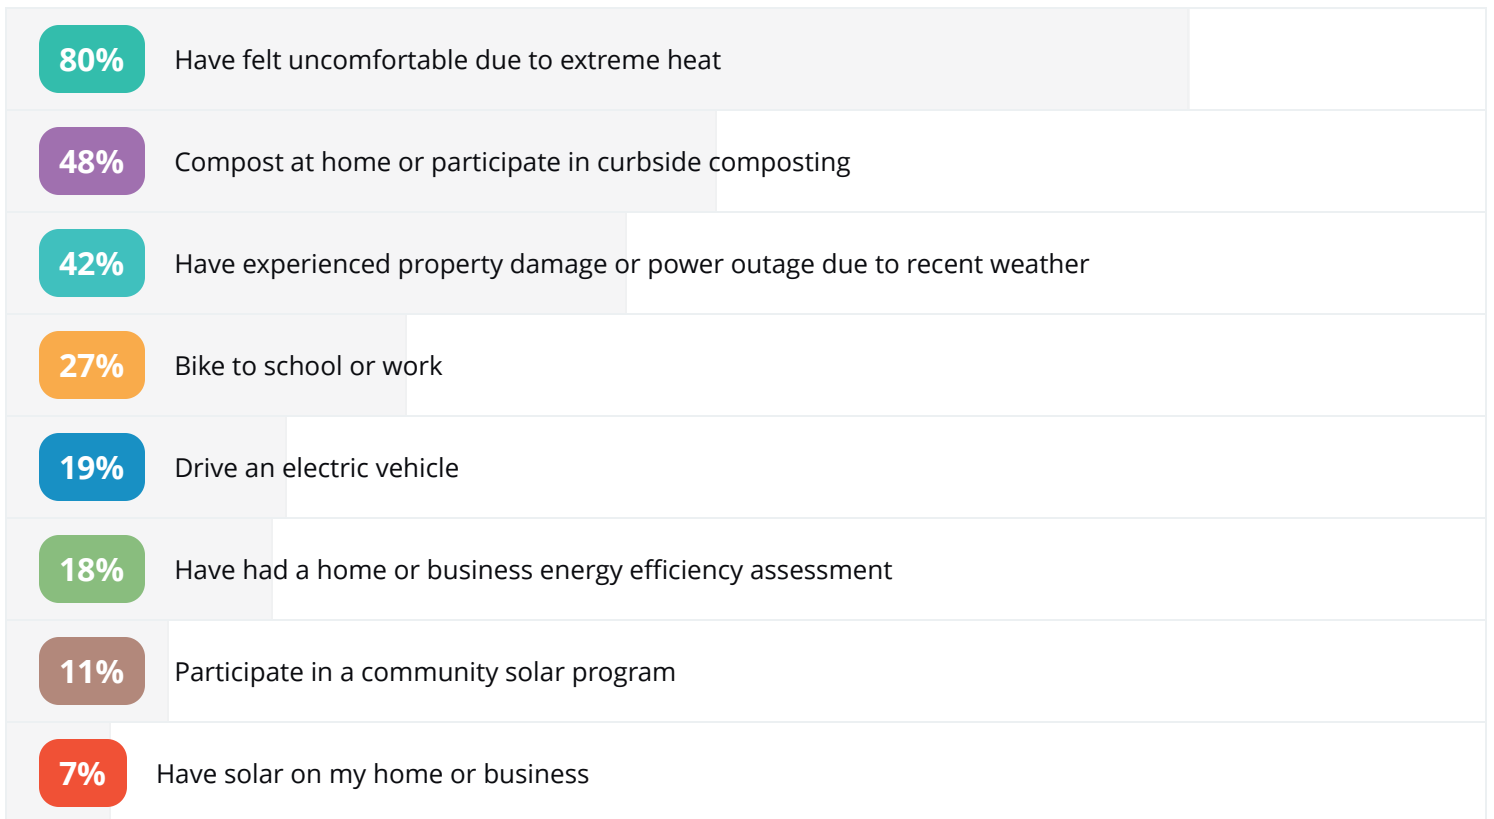 80% Have felt uncomfortable due to extreme heat
48% Compost at home or participate in curbside composting
42% Have experienced property damage or power outage due to recent weather
27% Bike to school or work
19% Drive an electric vehicle
18% Have had a home or business energy efficiency assessment
11% Participate in a community solar program
7% Have solar on my home or business